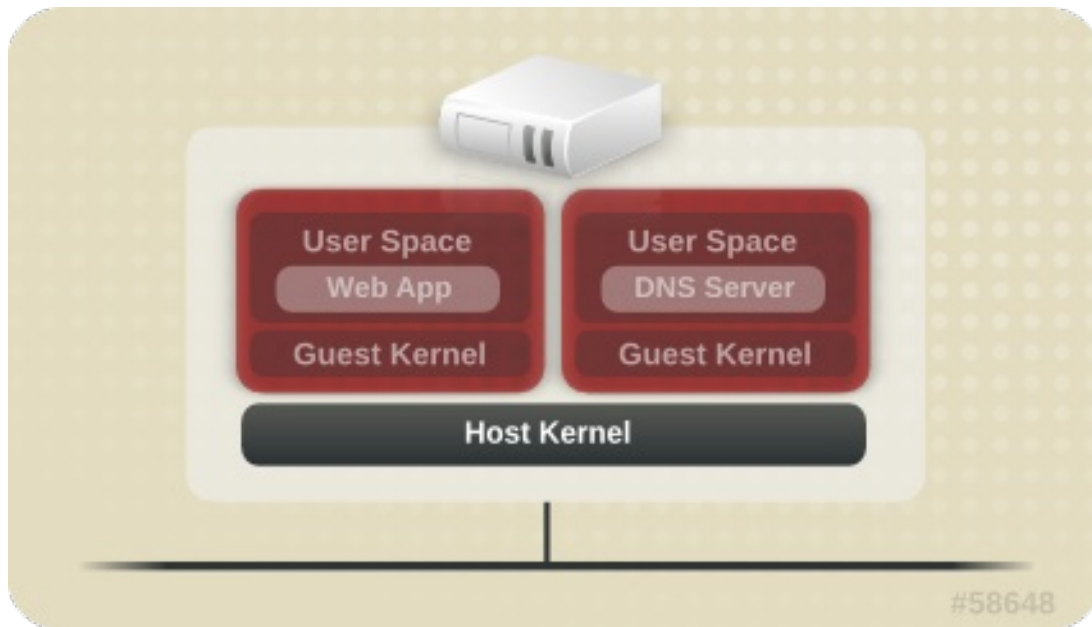 User Space
Web App
Guest Kernel
User Space
DNS Server
Guest Kernel
Host Kernel
#58648